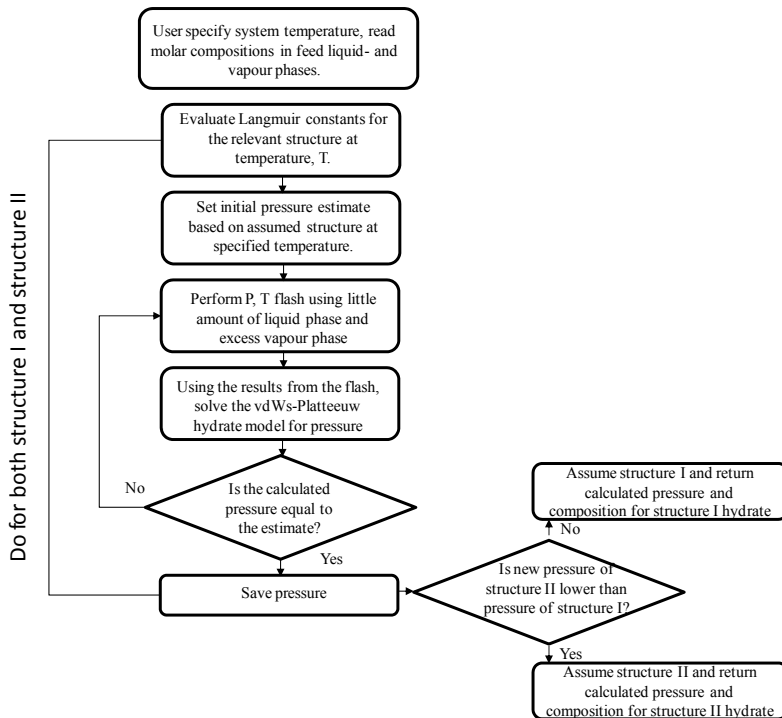 User specify system temperature, read
molar compositions in feed liquid- and
vapour phases.
Do for both structure I and structure II
Evaluate Langmuir constants for
the relevant structure at
temperature, T.
Set initial pressure estimate
based on assumed structure at
specified temperature.
Perform P, T flash using little
amount of liquid phase and
excess vapour phase
Using the results from the flash,
solve the vdWs-Platteeuw
hydrate model for pressure
No
Is the calculated
pressure equal to
the estimate?
Yes
Save pressure
Assume structure I and return
calculated pressure and
composition for structure I hydrate
No
Is new pressure of
structure II lower than
pressure of structure I?
Yes
Assume structure II and return
calculated pressure and
composition for structure II hydrate